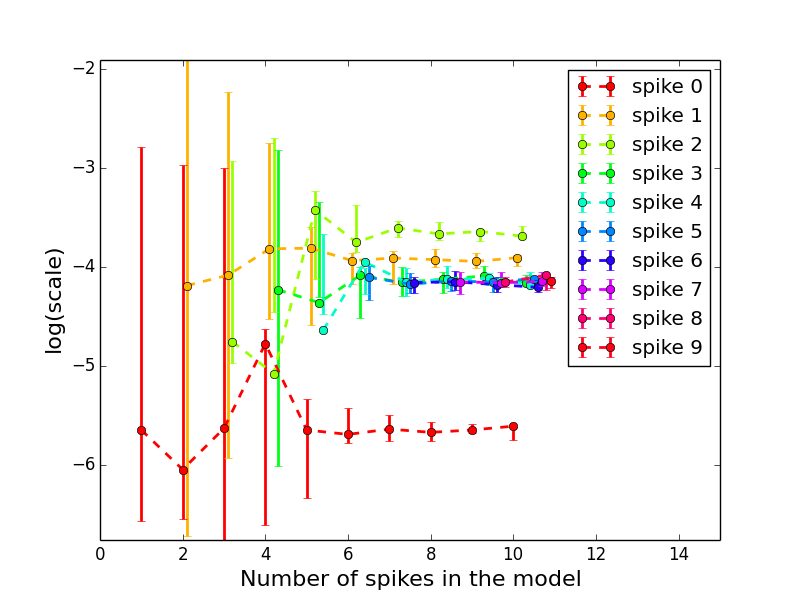 −2
−3
−4
−5
−6
log(scale)
0 2 4 6 8 10 12 14
Number of spikes in the model
spike 0
spike 1
spike 2
spike 3
spike 4
spike 5
spike 6
spike 7
spike 8
spike 9